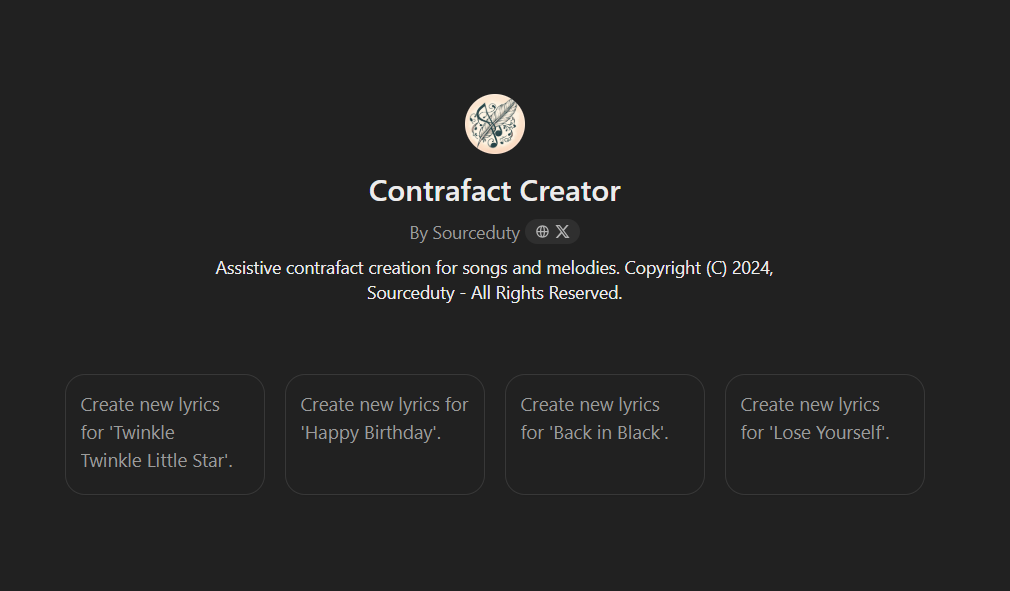 Contrafact Creator
By Sourceduty
Assistive contrafact creation for songs and melodies. Copyright (C) 2024,
Sourceduty - All Rights Reserved.
Create new lyrics
for 'Twinkle
Twinkle Little Star'.
Create new lyrics for
'Happy Birthday'.
Create new lyrics
for 'Back in Black'.
Create new lyrics
for 'Lose Yourself'.